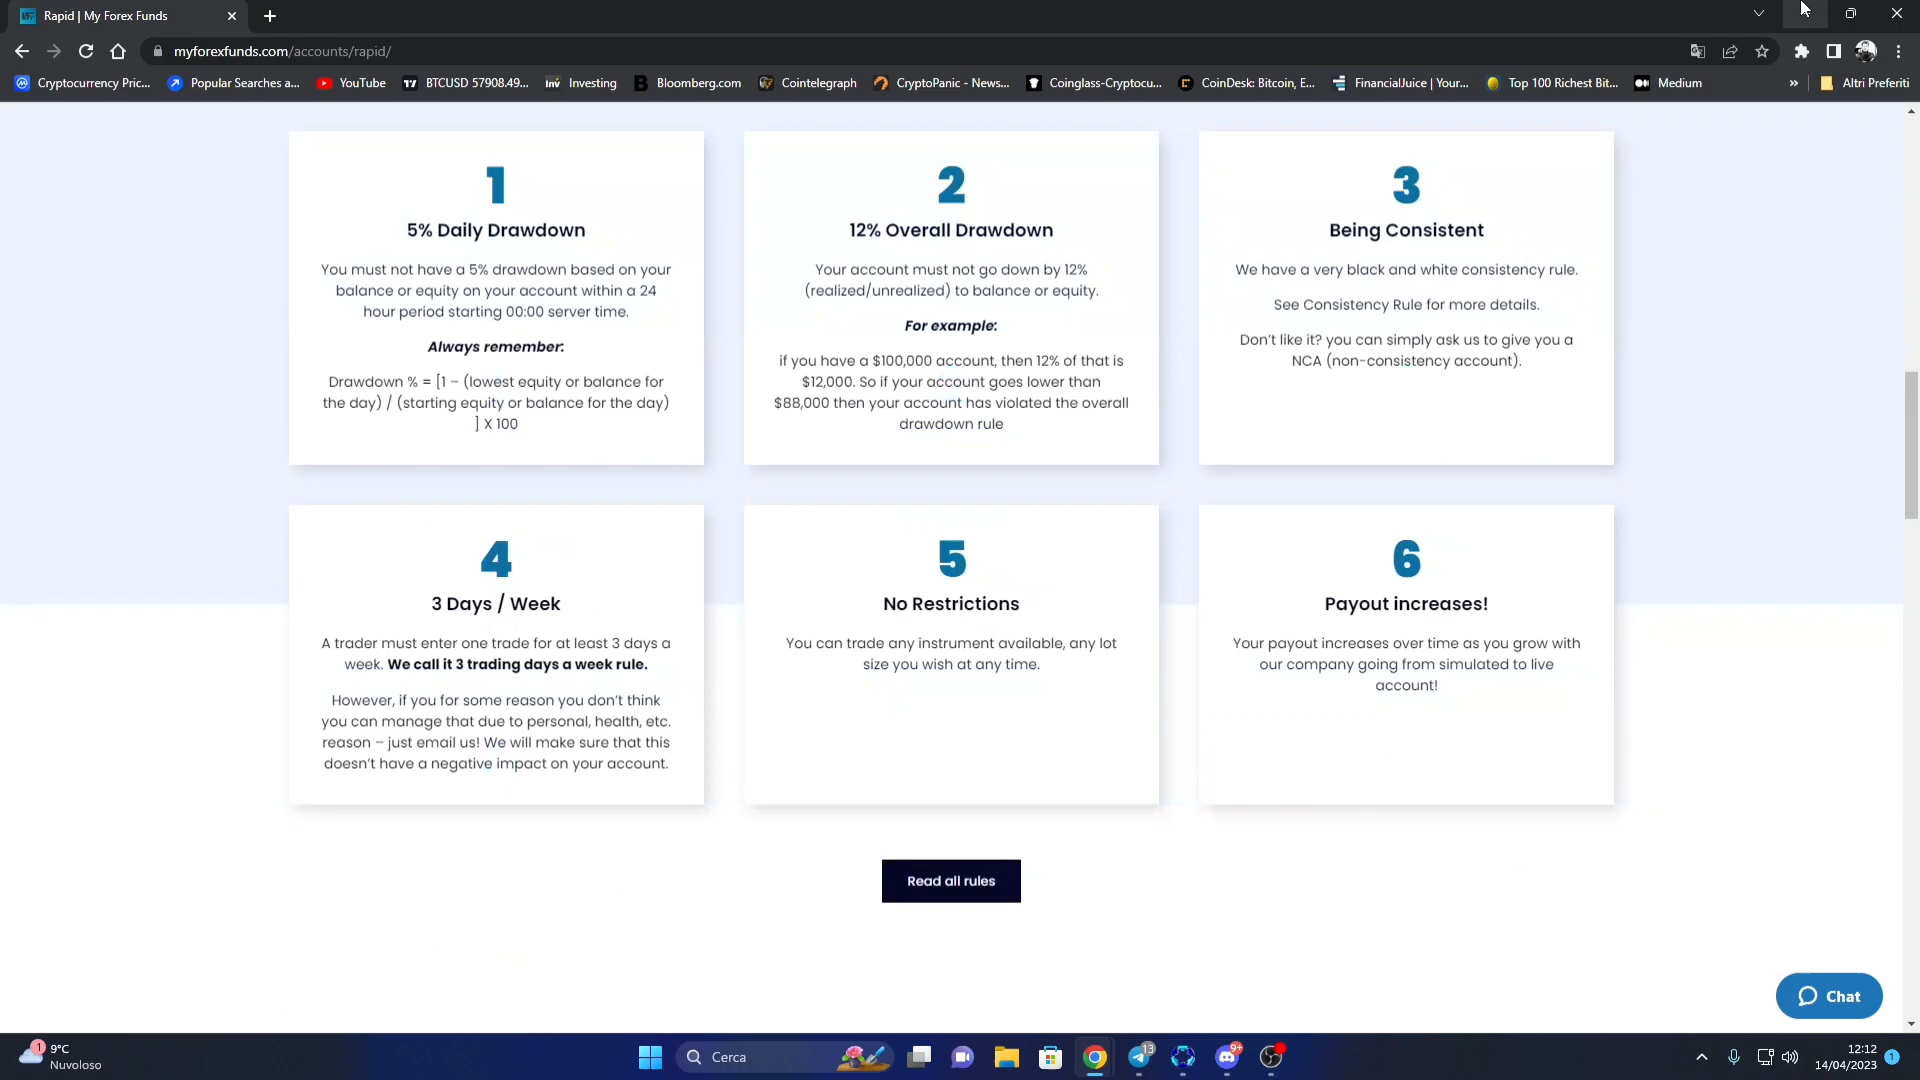 Rapid | My Forex Funds
myforexfunds.com/accounts/rapid/
Cryptocurrency Pric...
Popular Searches a...
YouTube
BTCUSD 57908.49...
Investing
Bloomberg.com
Cointelegraph
CryptoPanic - News...
Coinglass-Cryptocu...
CoinDesk: Bitcoin, E...
FinancialJuice | Your...
Top 100 Richest Bit...
Medium
»
Altri Preferiti
1
5% Daily Drawdown
You must not have a 5% drawdown based on your
balance or equity on your account within a 24
hour period starting 00:00 server time.
Always remember:
Drawdown % = [1 – (lowest equity or balance for
the day) / (starting equity or balance for the day)
] X 100
2
12% Overall Drawdown
Your account must not go down by 12%
(realized/unrealized) to balance or equity.
For example:
if you have a $100,000 account, then 12% of that is
$12,000. So if your account goes lower than
$88,000 then your account has violated the overall
drawdown rule
3
Being Consistent
We have a very black and white consistency rule.
See Consistency Rule for more details.
Don't like it? you can simply ask us to give you a
NCA (non-consistency account).
4
3 Days / Week
A trader must enter one trade for at least 3 days a
week. We call it 3 trading days a week rule.
However, if you for some reason you don't think
you can manage that due to personal, health, etc.
reason – just email us! We will make sure that this
doesn't have a negative impact on your account.
5
No Restrictions
You can trade any instrument available, any lot
size you wish at any time.
6
Payout increases!
Your payout increases over time as you grow with
our company going from simulated to live
account!
Read all rules
Chat
1
9°C
Nuvoloso
Cerca
13
9+
12:12
14/04/2023
1